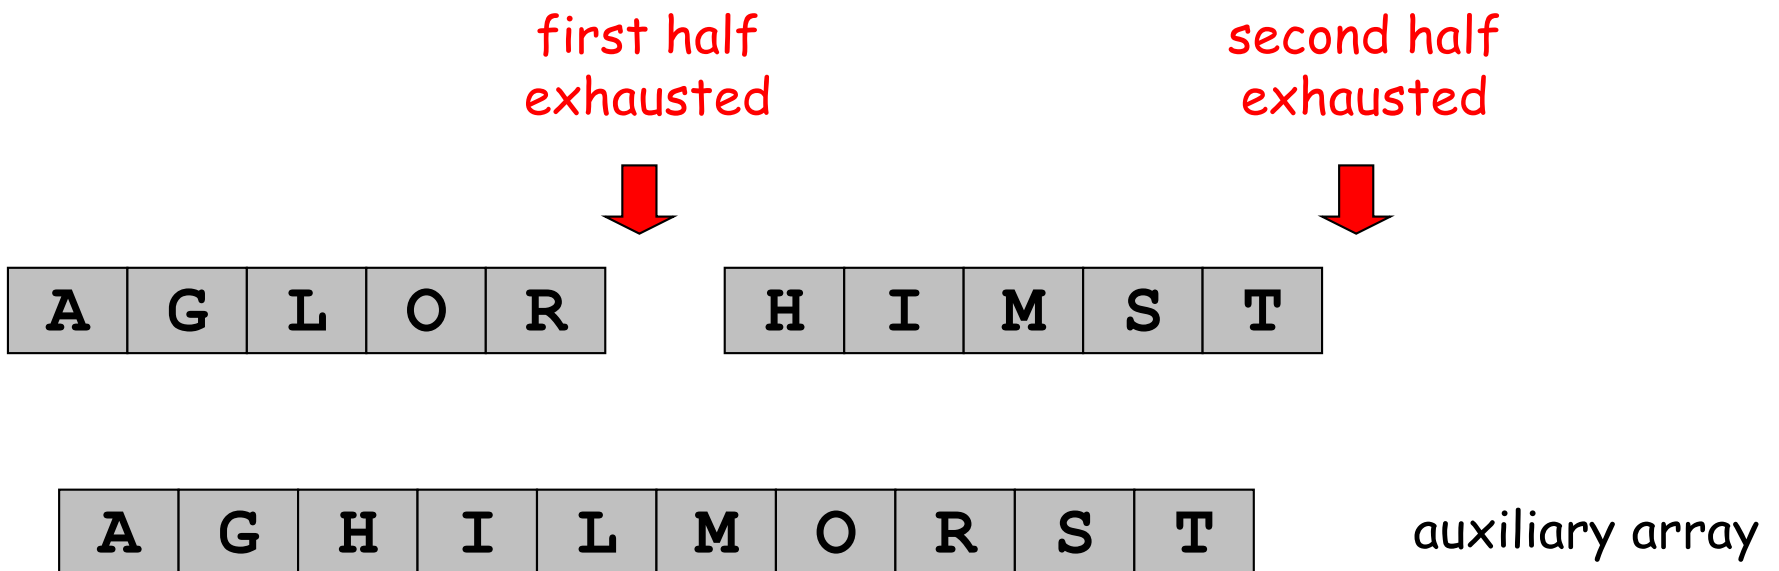 first half
exhausted
second half
exhausted
A G L O R
H I M S T
A G H I L M O R S T
auxiliary array